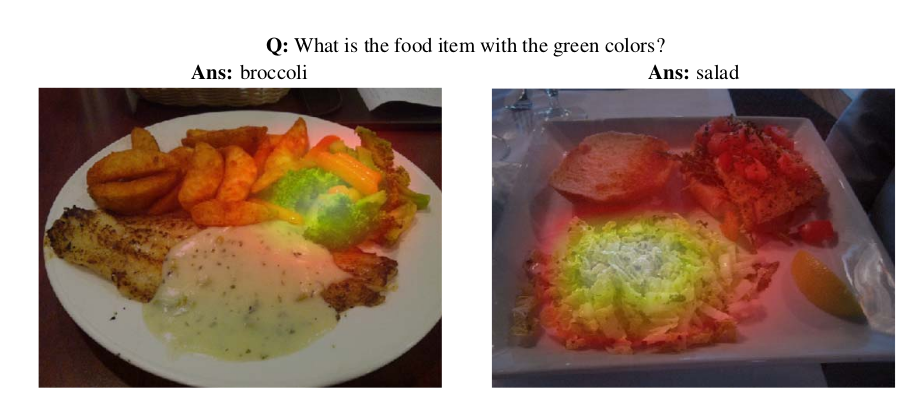 Q: What is the food item with the green colors?
Ans: broccoli
Ans: salad